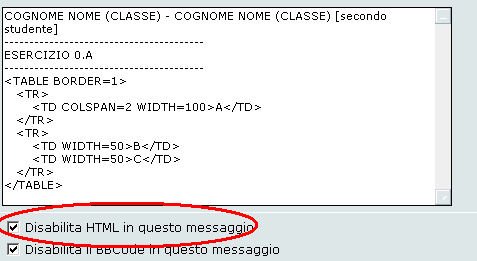 COGNOME NOME (CLASSE) - COGNOME NOME (CLASSE) [secondo
studente]
------------------------------------
ESERCIZIO 0.A
------------------------------------
<TABLE BORDER=1>
<TR>
<TD COLSPAN=2 WIDTH=100>A</TD>
</TR>
<TR>
<TD WIDTH=50>B</TD>
<TD WIDTH=50>C</TD>
</TR>
</TABLE>
Disabilita HTML in questo messaggio
Disabilita il BBCode in questo messaggio